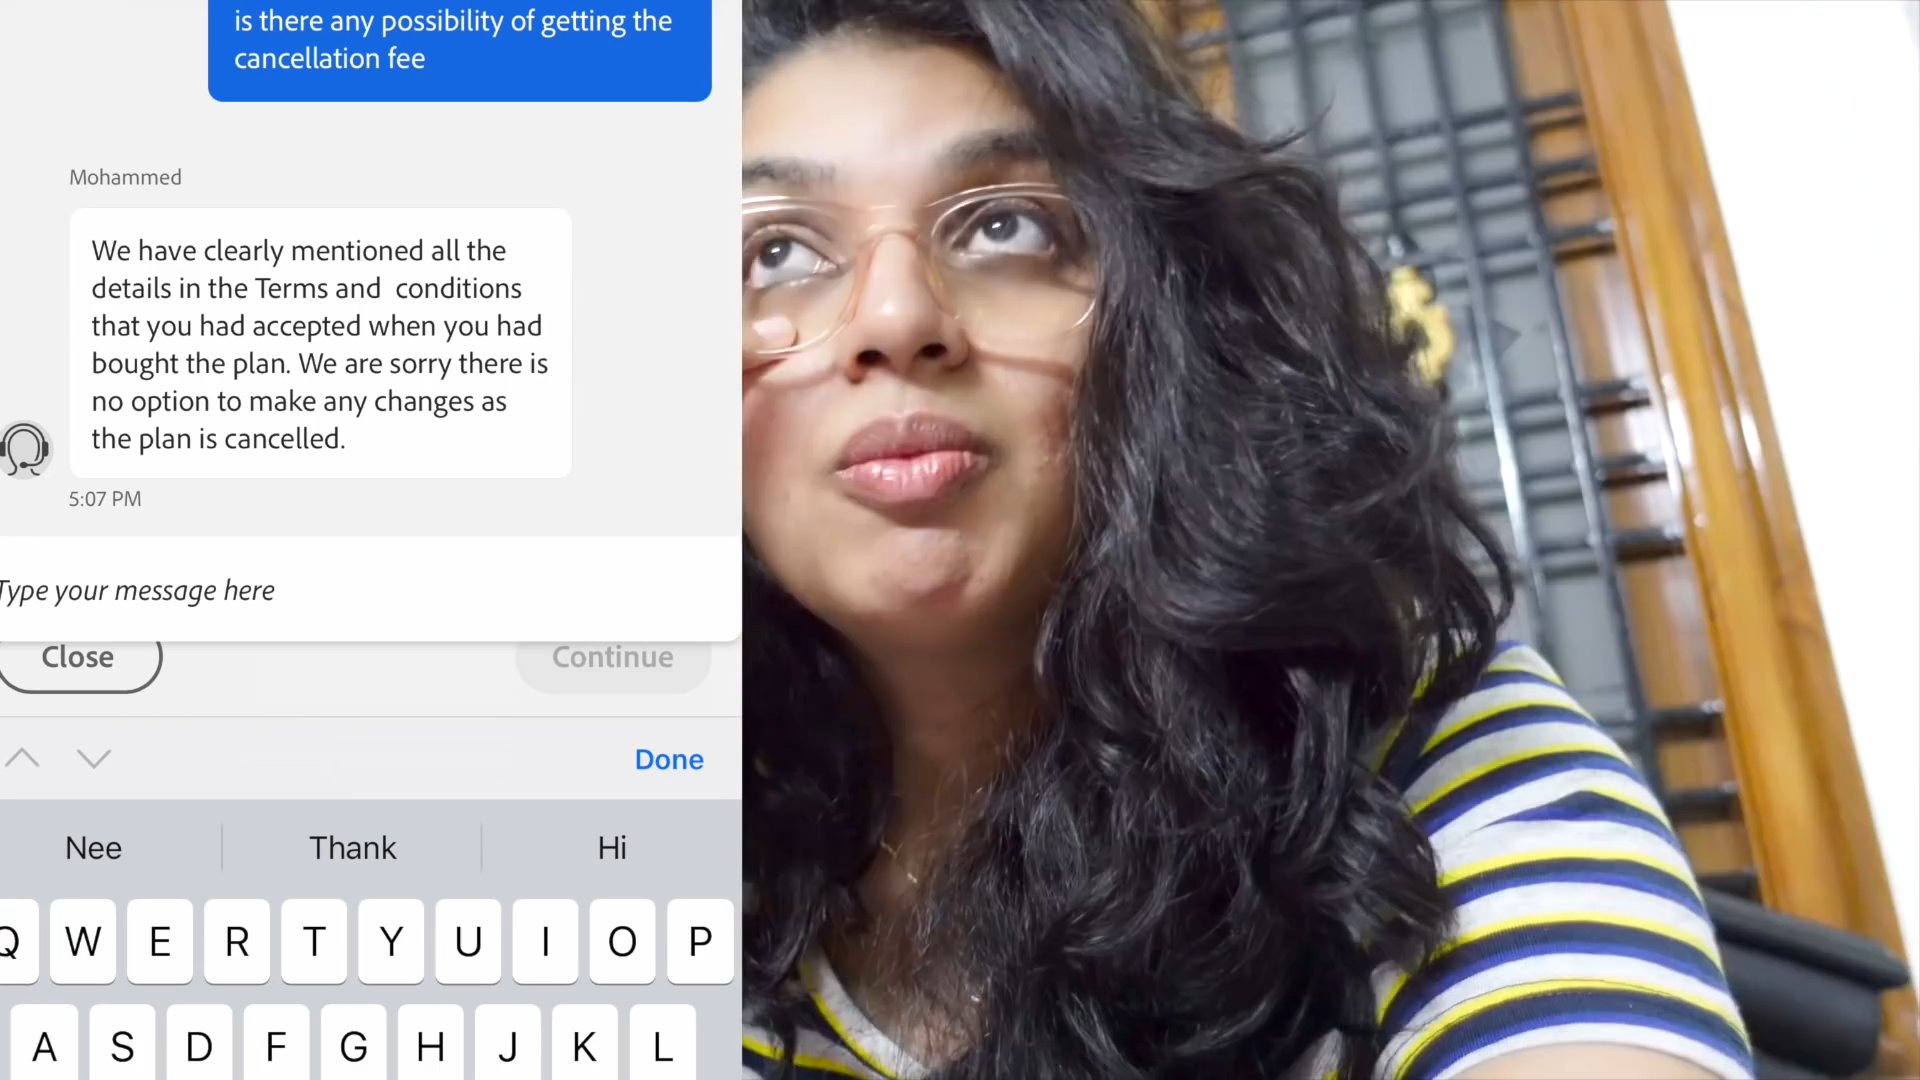 is there any possibility of getting the
cancellation fee
Mohammed
We have clearly mentioned all the
details in the Terms and conditions
that you had accepted when you had
bought the plan. We are sorry there is
no option to make any changes as
the plan is cancelled.
5:07 PM
Type your message here
Close
Continue
Done
Nee
Thank
Hi
Q W E R T Y U I O P
A S D F G H J K L